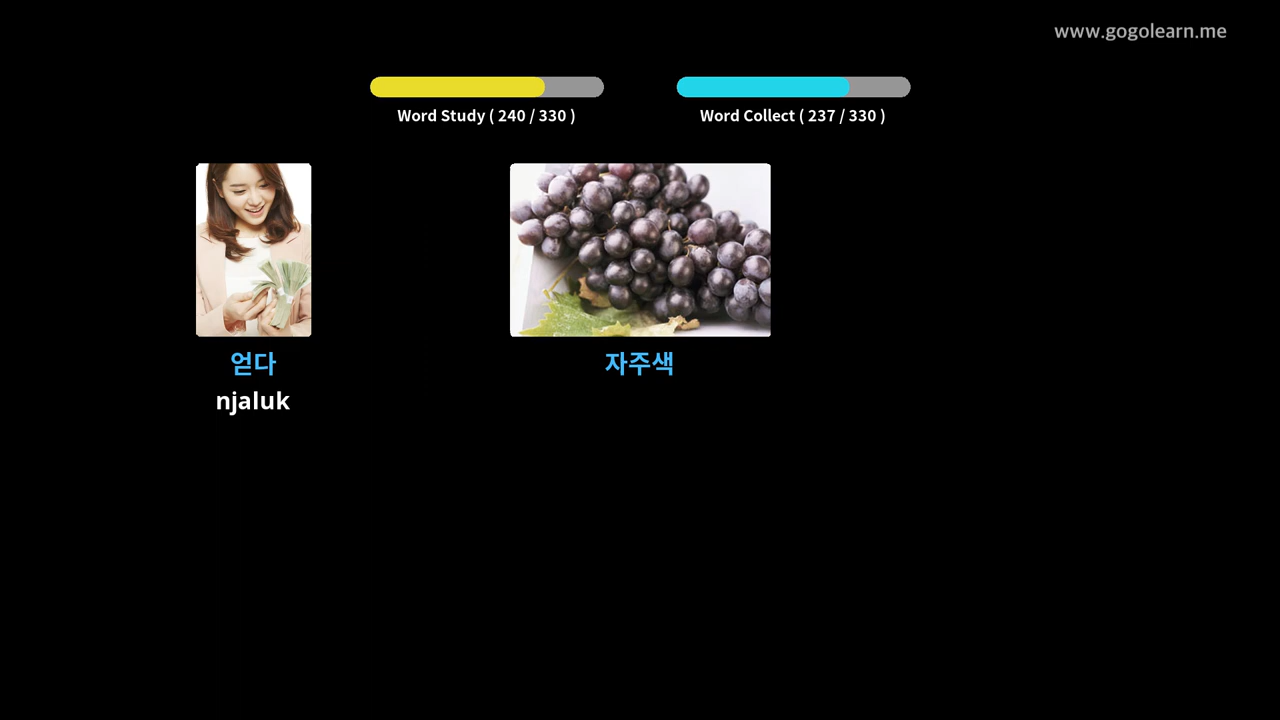 www.gogolearn.me
Word Study ( 240 / 330 )
Word Collect ( 237 / 330 )
얻다
자주색
njaluk